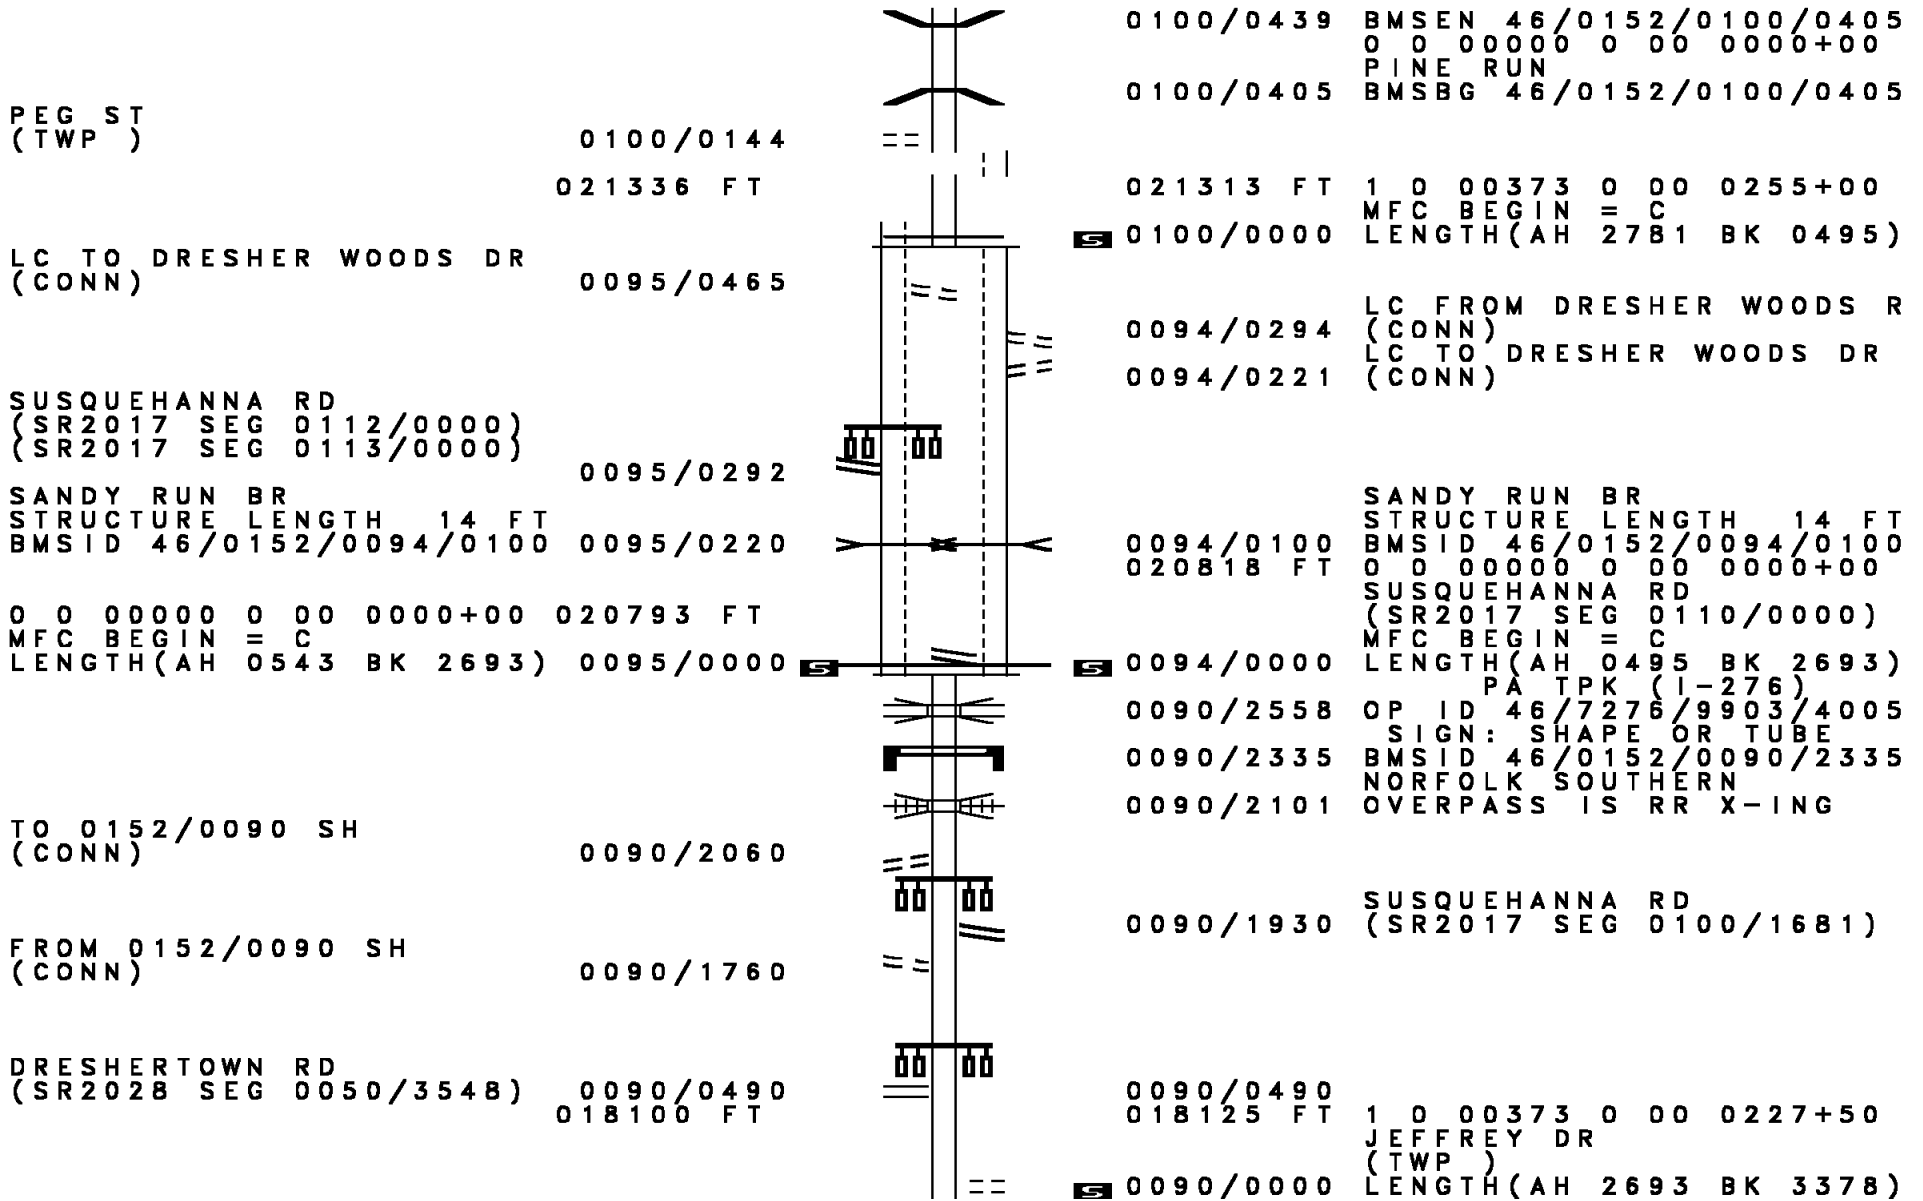 0100/0439 BMSEN 46/0152/0100/0405
0 0 00000 0 00 0000+00
PINE RUN
0100/0405 BMSBG 46/0152/0100/0405
PEG ST
(TWP ) 0100/0144
021336 FT 021313 FT 1 0 00373 0 00 0255+00
MFC BEGIN = C
S 0100/0000 LENGTH(AH 2781 BK 0495)
LC TO DRESHER WOODS DR
(CONN) 0095/0465
LC FROM DRESHER WOODS R
0094/0294 (CONN)
LC TO DRESHER WOODS DR
0094/0221 (CONN)
SUSQUEHANNA RD
(SR2017 SEG 0112/0000)
(SR2017 SEG 0113/0000)
0095/0292
SANDY RUN BR SANDY RUN BR
STRUCTURE LENGTH 14 FT STRUCTURE LENGTH 14 FT
BMSID 46/0152/0094/0100 0095/0220 0094/0100 BMSID 46/0152/0094/0100
020818 FT 0 0 00000 0 00 0000+00
SUSQUEHANNA RD
0 0 00000 0 00 0000+00 020793 FT (SR2017 SEG 0110/0000)
MFC BEGIN = C MFC BEGIN = C
LENGTH(AH 0543 BK 2693) 0095/0000 S S 0094/0000 LENGTH(AH 0495 BK 2693)
PA TPK (I-276)
0090/2558 OP ID 46/7276/9903/4005
SIGN: SHAPE OR TUBE
0090/2335 BMSID 46/0152/0090/2335
NORFOLK SOUTHERN
0090/2101 OVERPASS IS RR X-ING
TO 0152/0090 SH
(CONN) 0090/2060
SUSQUEHANNA RD
0090/1930 (SR2017 SEG 0100/1681)
FROM 0152/0090 SH
(CONN) 0090/1760
DRESHERTOWN RD
(SR2028 SEG 0050/3548) 0090/0490 0090/0490
018100 FT 018125 FT 1 0 00373 0 00 0227+50
JEFFREY DR
(TWP )
S 0090/0000 LENGTH(AH 2693 BK 3378)